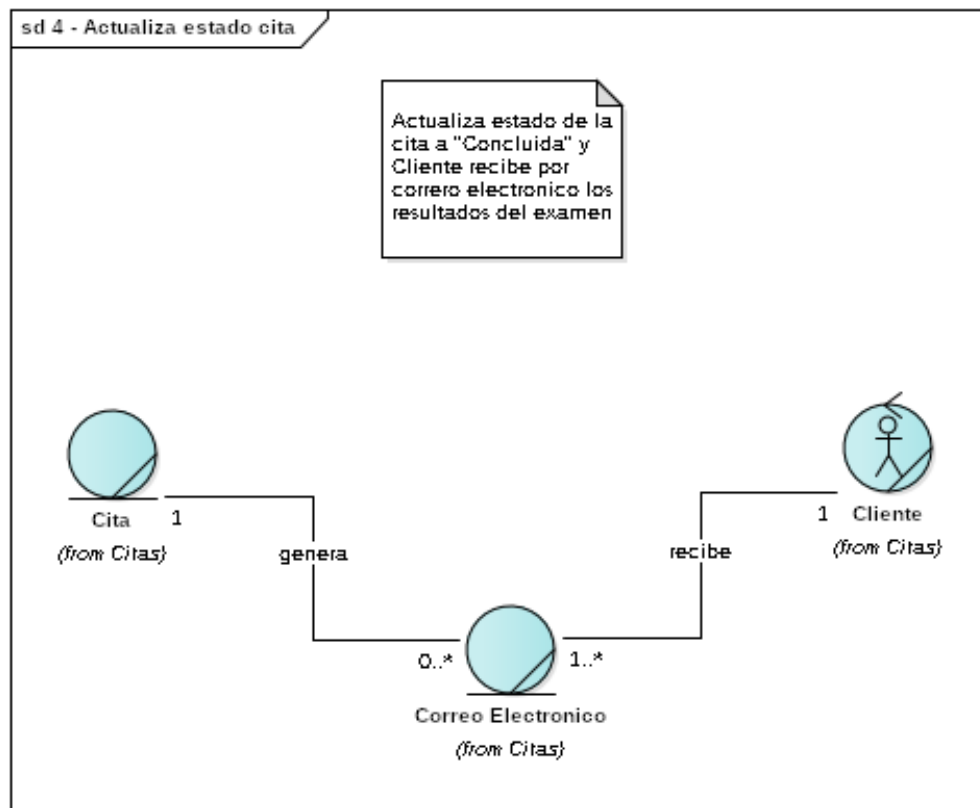 sd 4 - Actualiza estado cita
Actualiza estado de la
cita a "Concluida" y
Cliente recibe por
correro electronico los
resultados del examen
Cita
(from Citas)
1
genera
0..*
Correo Electronico
(from Citas)
1..*
recibe
1
Cliente
(from Citas)